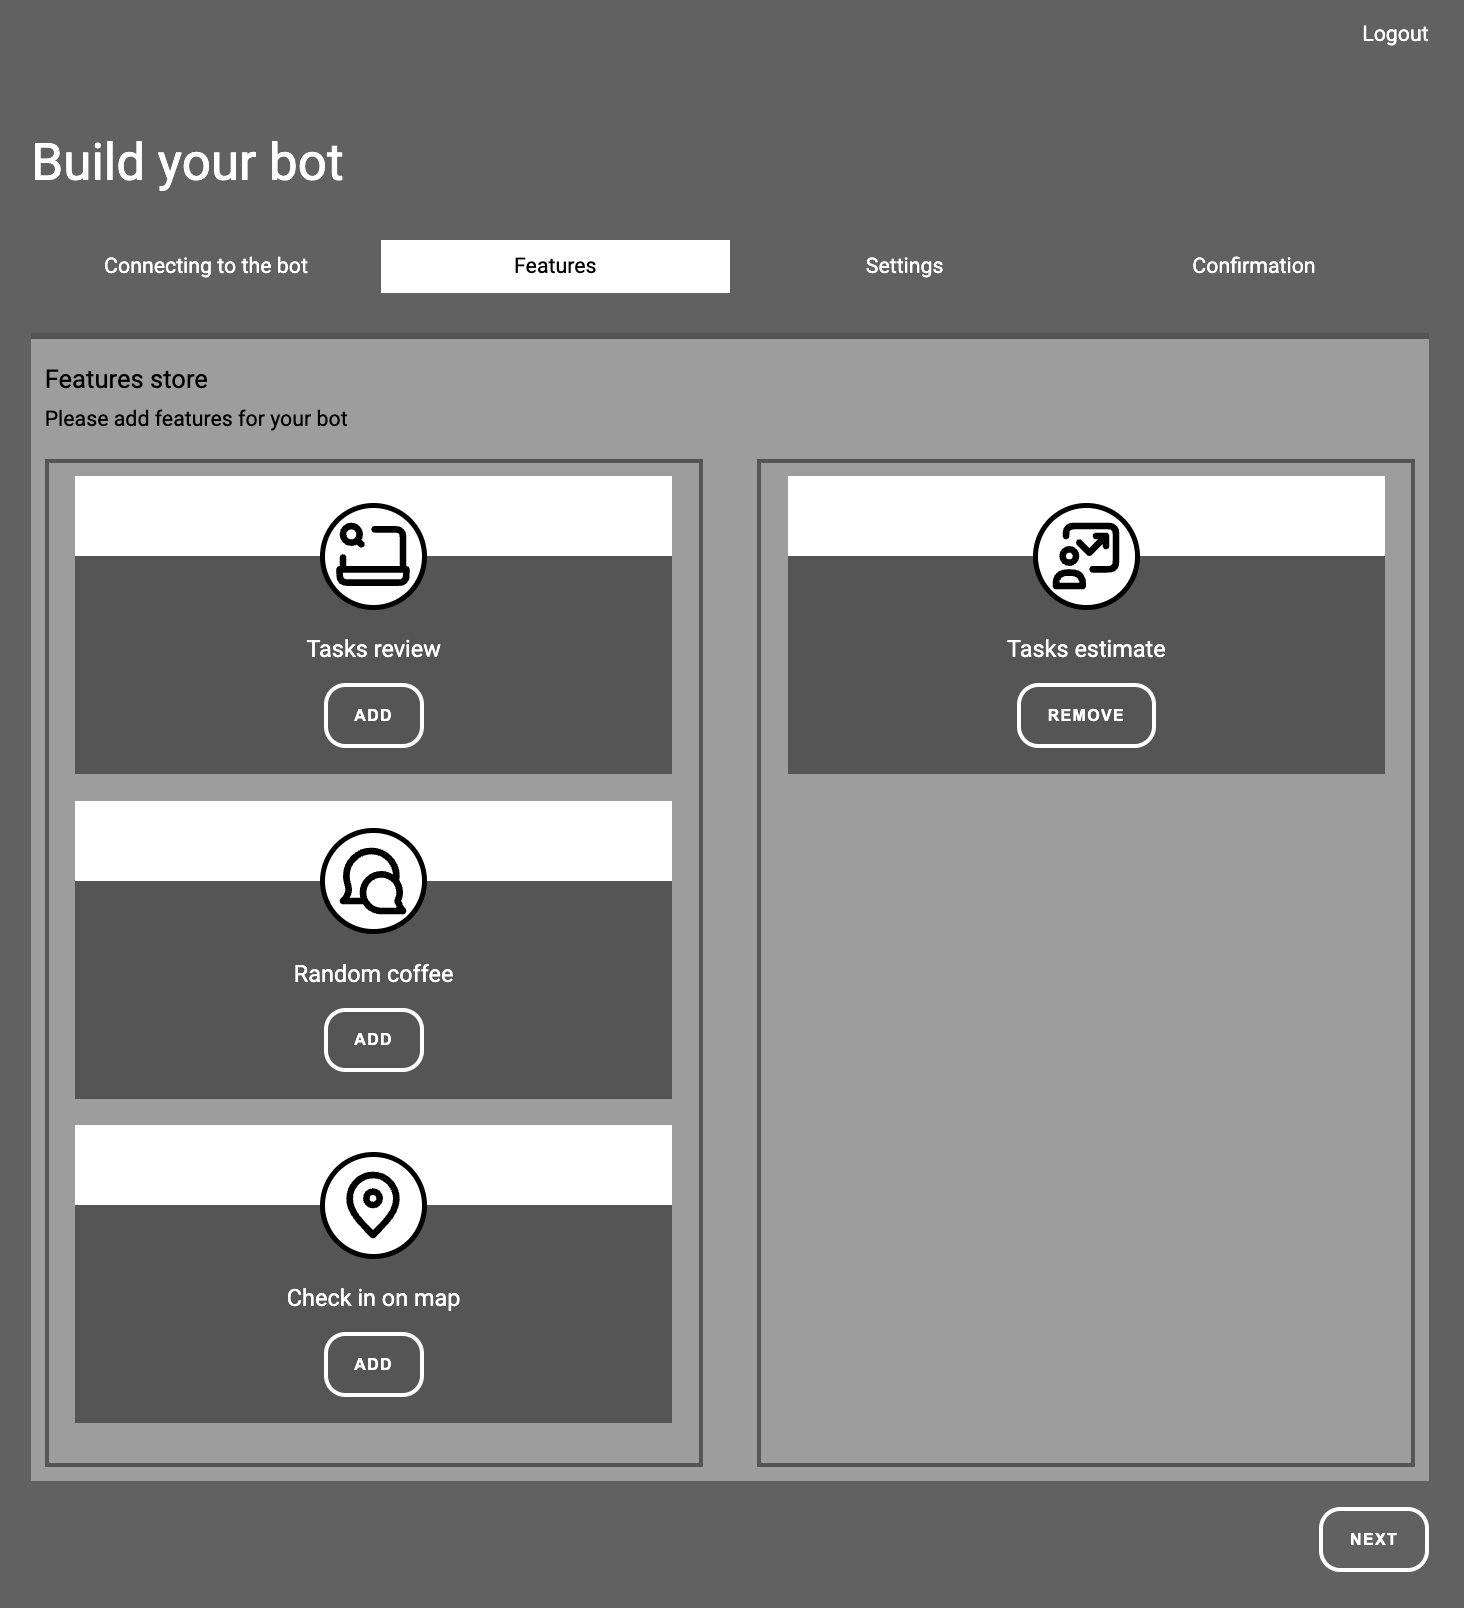 Logout
Build your bot
Connecting to the bot
Features
Settings
Confirmation
Features store
Please add features for your bot
Tasks review
ADD
Random coffee
ADD
Check in on map
ADD
Tasks estimate
REMOVE
NEXT